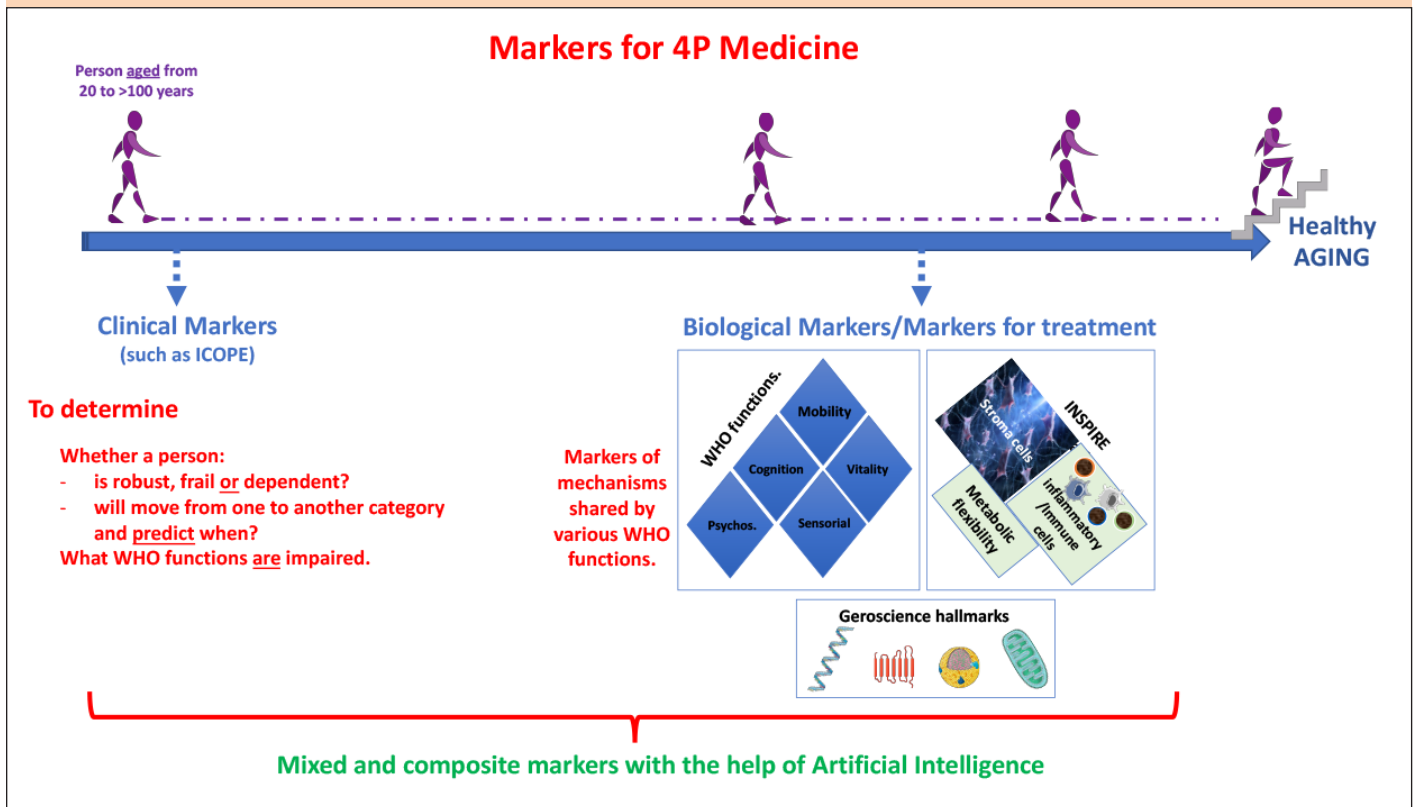 Markers for 4P Medicine
Person aged from
20 to >100 years
Healthy
AGING
Clinical Markers
(such as ICOPE)
To determine
Whether a person:
- is robust, frail or dependent?
- will move from one to another category
and predict when?
What WHO functions are impaired.
Biological Markers/Markers for treatment
Markers of
mechanisms
shared by
various WHO
functions.
WHO functions.
Mobility
Cognition
Vitality
Psychos.
Sensorial
INSPIRE
Stroma cells
Metabolic
flexibility
inflammatory
/Immune
cells
Geroscience hallmarks
Mixed and composite markers with the help of Artificial Intelligence